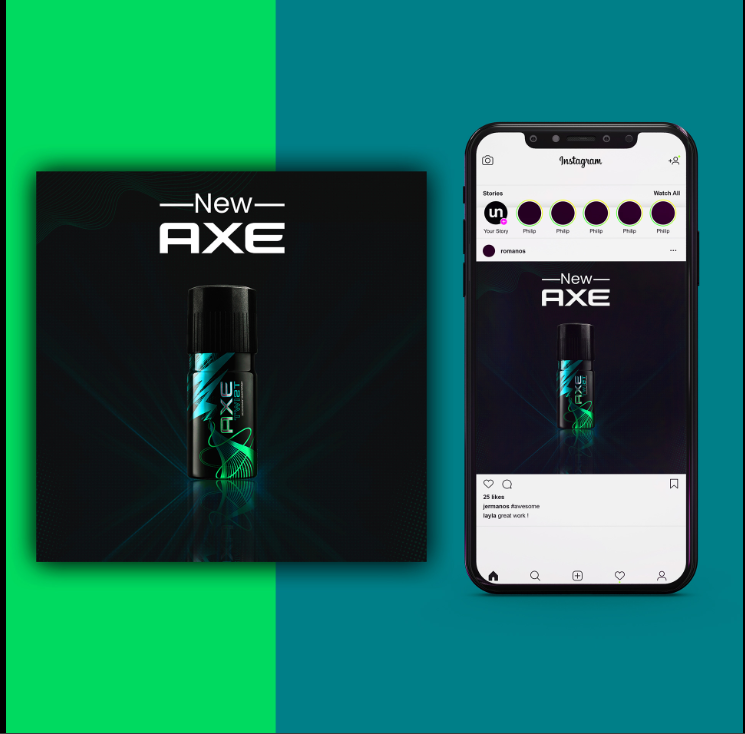 New
AXE
AXE
Instagram
Stories
Watch All
un
Your Story
Philip
Philip
Philip
Philip
Philip
romanos
New
AXE
AXE
25 likes
jermanos #awesome
layla great work !